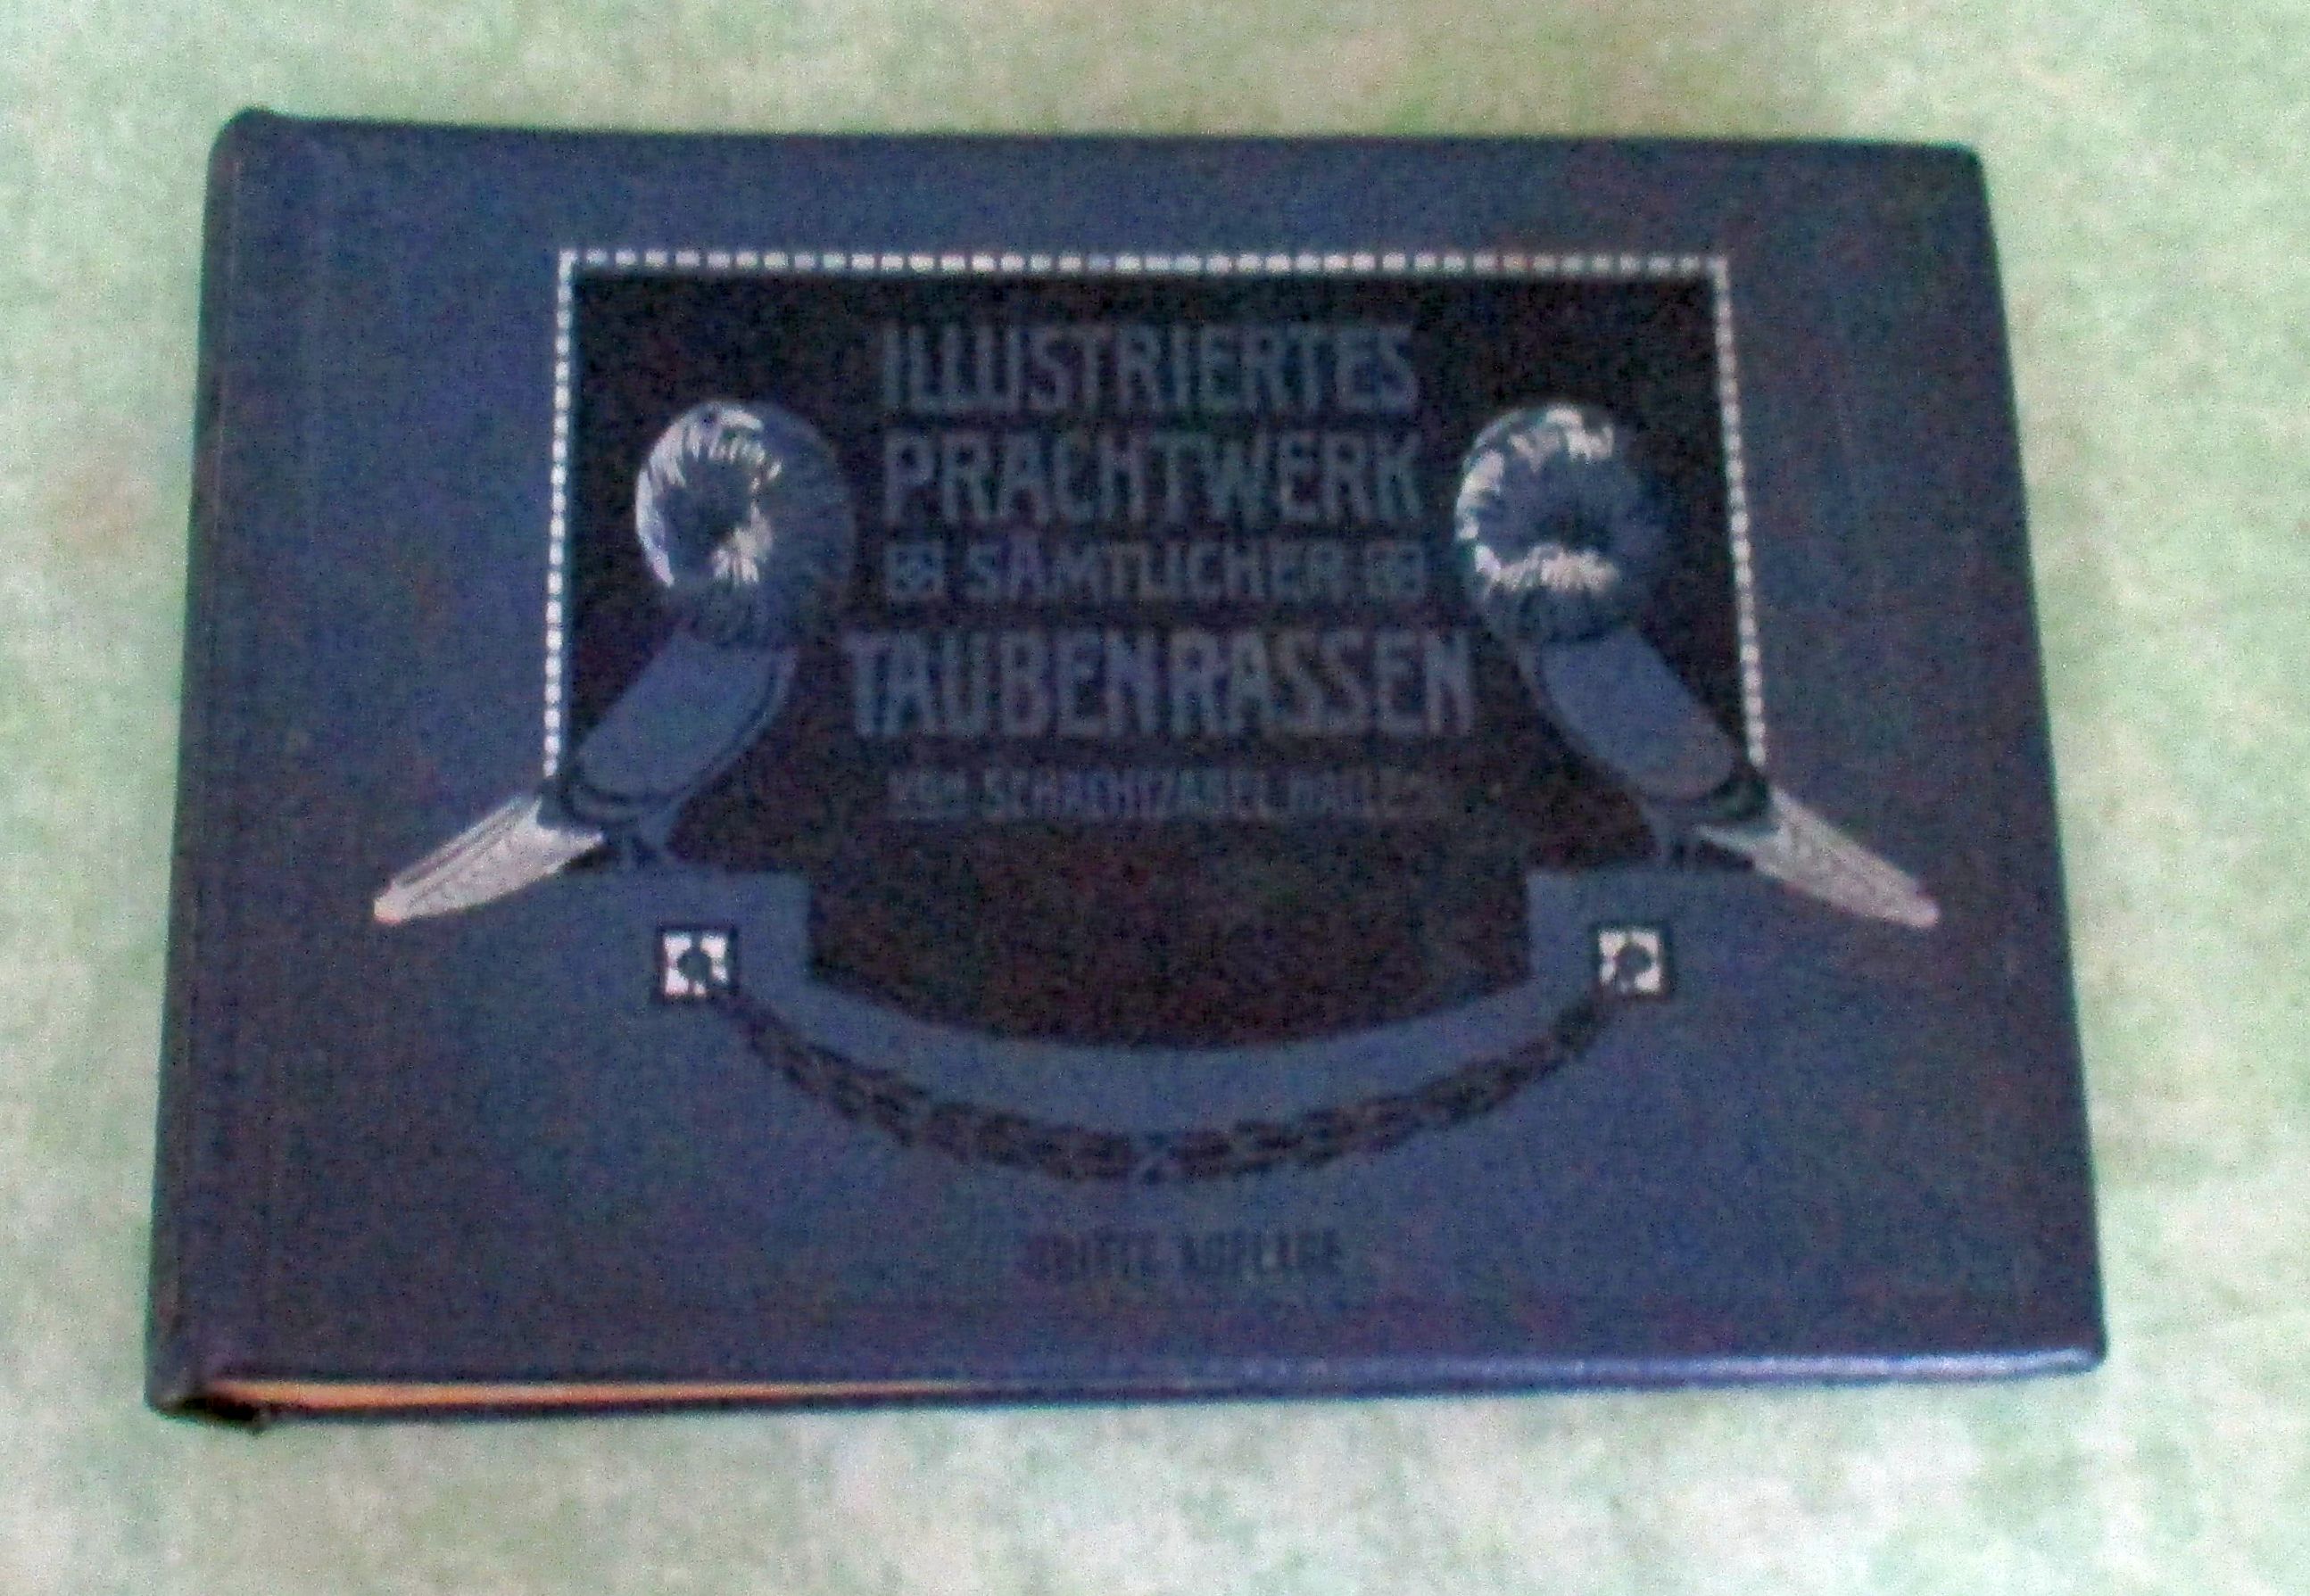 ILLUSTRIERTES
PRACHTWERK
SÄMTLICHER
TAUBENRASSEN
VON SCHACHTZABEL HALLE
DRITTE AUFLAGE